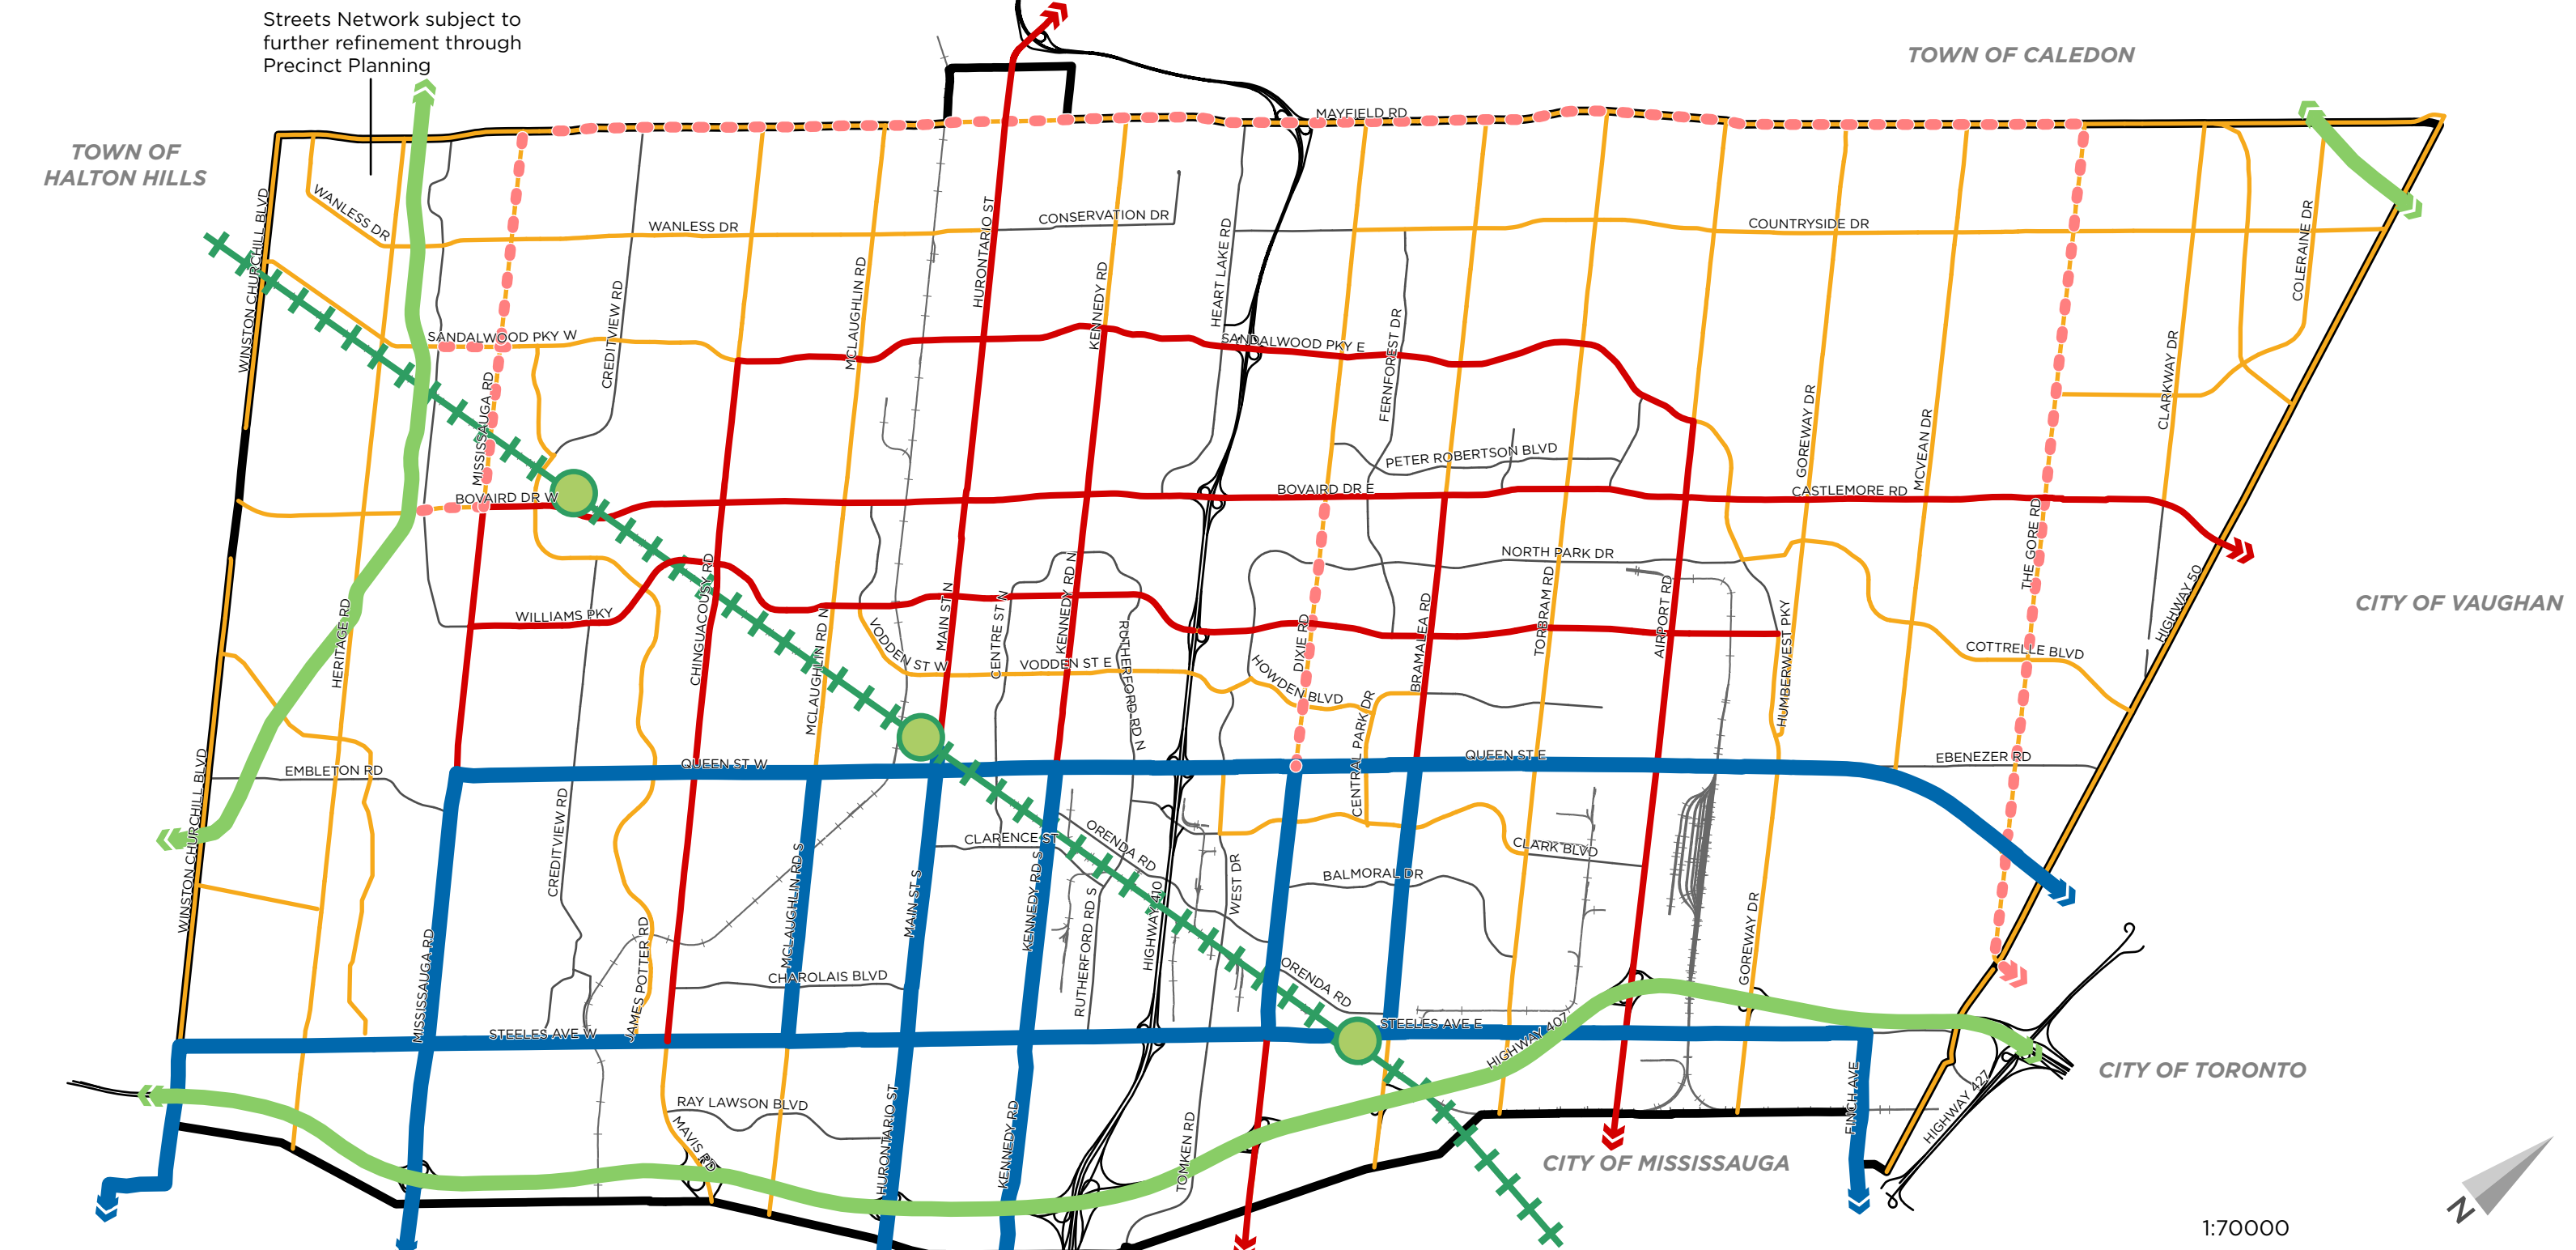 Streets Network subject to
further refinement through
Precinct Planning
TOWN OF CALEDON
TOWN OF
HALTON HILLS
MAYFIELD RD
WINSTON CHURCHILL BLVD
WANLESS DR
WANLESS DR
CONSERVATION DR
COUNTRYSIDE DR
HURONTARIO ST
HEART LAKE RD
COLERAINE DR
MCLAUGHLIN RD
KENNEDY RD
CREDITVIEW RD
SANDALWOOD PKY W
SANDALWOOD PKY E
FERNFOREST DR
CLARKWAY DR
MISSISSAUGA RD
GOREWAY DR
MCVEAN DR
PETER ROBERTSON BLVD
BOVAIRD DR W
BOVAIRD DR E
CASTLEMORE RD
THE GORE RD
NORTH PARK DR
HIGHWAY 50
CITY OF VAUGHAN
WILLIAMS PKY
CHINGUACOUSY RD
HERITAGE RD
MCLAUGHLIN RD N
VODDEN ST W
MAIN ST N
CENTRE ST N
KENNEDY RD N
VODDEN ST E
RUTHERFORD RD N
HOWDEN BLVD
DIXIE RD
CENTRAL PARK DR
BRAMALEA RD
TORBRAM RD
AIRPORT RD
HUMBERWEST PKY
COTTRELLE BLVD
EMBLETON RD
QUEEN ST W
QUEEN ST E
EBENEZER RD
WINSTON CHURCHILL BLVD
CREDITVIEW RD
CLARENCE ST
ORENDA RD
CLARK BLVD
BALMORAL DR
WEST DR
MCLAUGHLIN RD S
MAIN ST S
KENNEDY RD S
RUTHERFORD RD S
HIGHWAY 410
MISSISSAUGA RD
JAMES POTTER RD
CHAROLAIS BLVD
ORENDA RD
GOREWAY DR
STEELES AVE W
STEELES AVE E
HIGHWAY 407
FINCH AVE
HIGHWAY 427
CITY OF TORONTO
RAY LAWSON BLVD
MAVIS RD
HURONTARIO ST
KENNEDY RD
TOMKEN RD
CITY OF MISSISSAUGA
N
1:70000